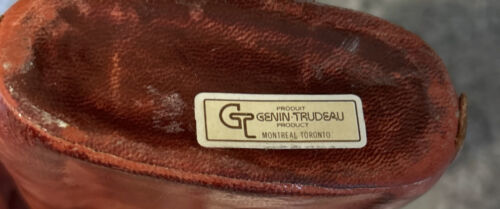 GT
PRODUIT
GENIN·TRUDEAU
PRODUCT
MONTREAL TORONTO